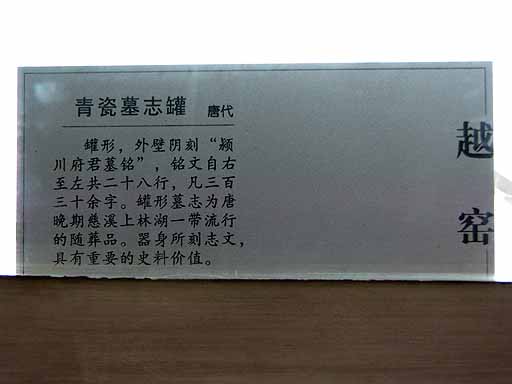 青瓷墓志罐 唐代
罐形，外壁阴刻“颍
川府君墓铭”，铭文自右
至左共二十八行，凡三百
三十余字。罐形墓志为唐
晚期慈溪上林湖一带流行
的随葬品。器身所刻志文，
具有重要的史料价值。
越窑